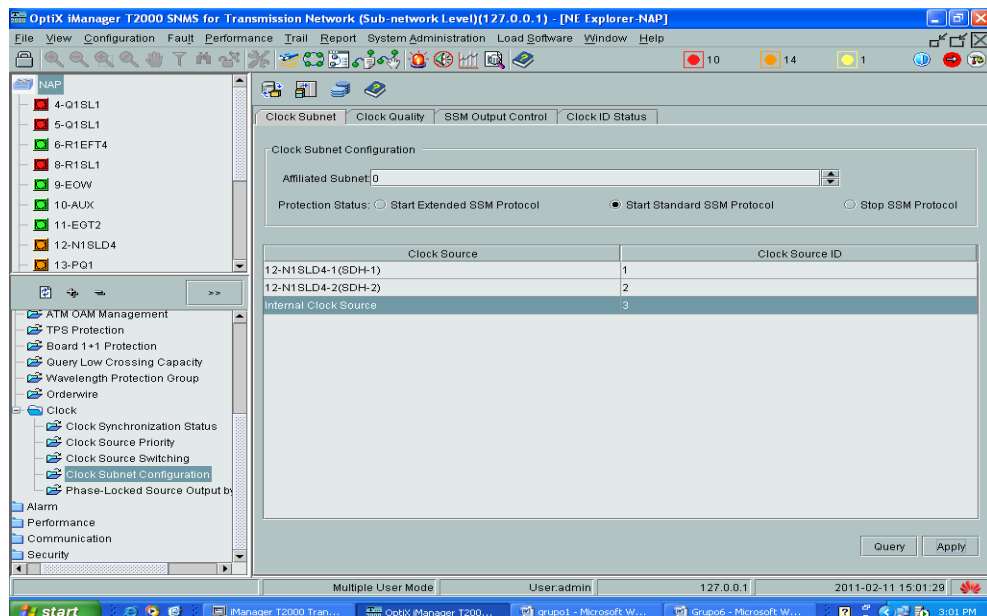 OptiX iManager T2000 SNMS for Transmission Network (Sub-network Level)(127.0.0.1) - [NE Explorer-NAP]
File View Configuration Fault Performance Trail Report System Administration Load Software Window Help
10 14 1
NAP
4-Q1SL1
5-Q1SL1
6-R1EFT4
8-R1SL1
9-EOW
10-AUX
11-EGT2
12-N1SLD4
13-PQ1
>>
ATM OAM Management
TPS Protection
Board 1+1 Protection
Query Low Crossing Capacity
Wavelength Protection Group
Orderwire
Clock
Clock Synchronization Status
Clock Source Priority
Clock Source Switching
Clock Subnet Configuration
Phase-Locked Source Output by
Alarm
Performance
Communication
Security
Clock Subnet Clock Quality SSM Output Control Clock ID Status
Clock Subnet Configuration
Affiliated Subnet: 0
Protection Status: Start Extended SSM Protocol Start Standard SSM Protocol Stop SSM Protocol
Clock Source Clock Source ID
12-N1SLD4-1(SDH-1) 1
12-N1SLD4-2(SDH-2) 2
Internal Clock Source 3
Query Apply
Multiple User Mode User:admin 127.0.0.1 2011-02-11 15:01:29
start iManager T2000 Tran... OptiX iManager T200... grupo1 - Microsoft W... Grupo6 - Microsoft W... 3:01 PM